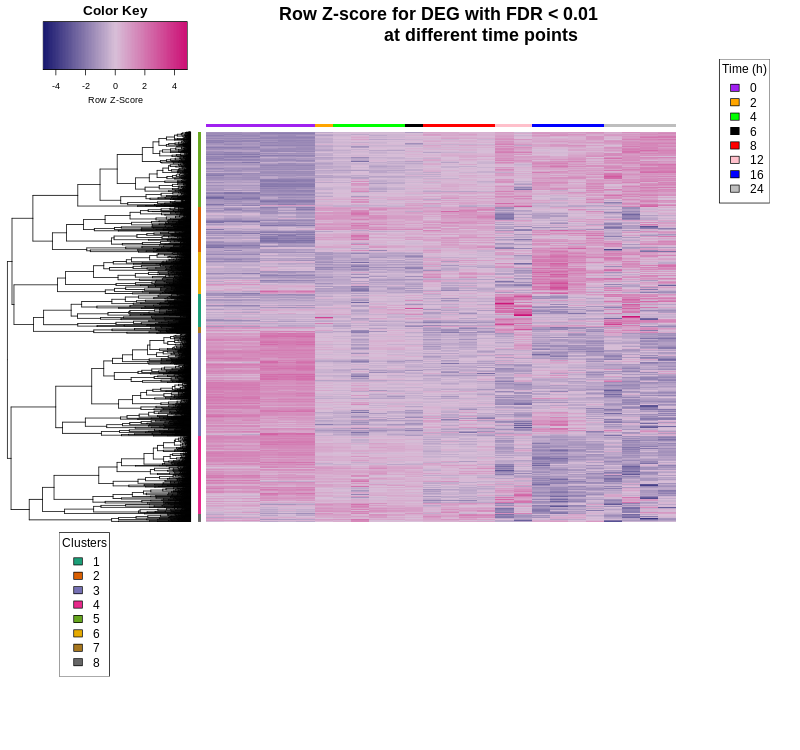 Color Key
-4 -2 0 2 4
Row Z-Score
Row Z-score for DEG with FDR < 0.01
at different time points
Time (h)
0
2
4
6
8
12
16
24
Clusters
1
2
3
4
5
6
7
8